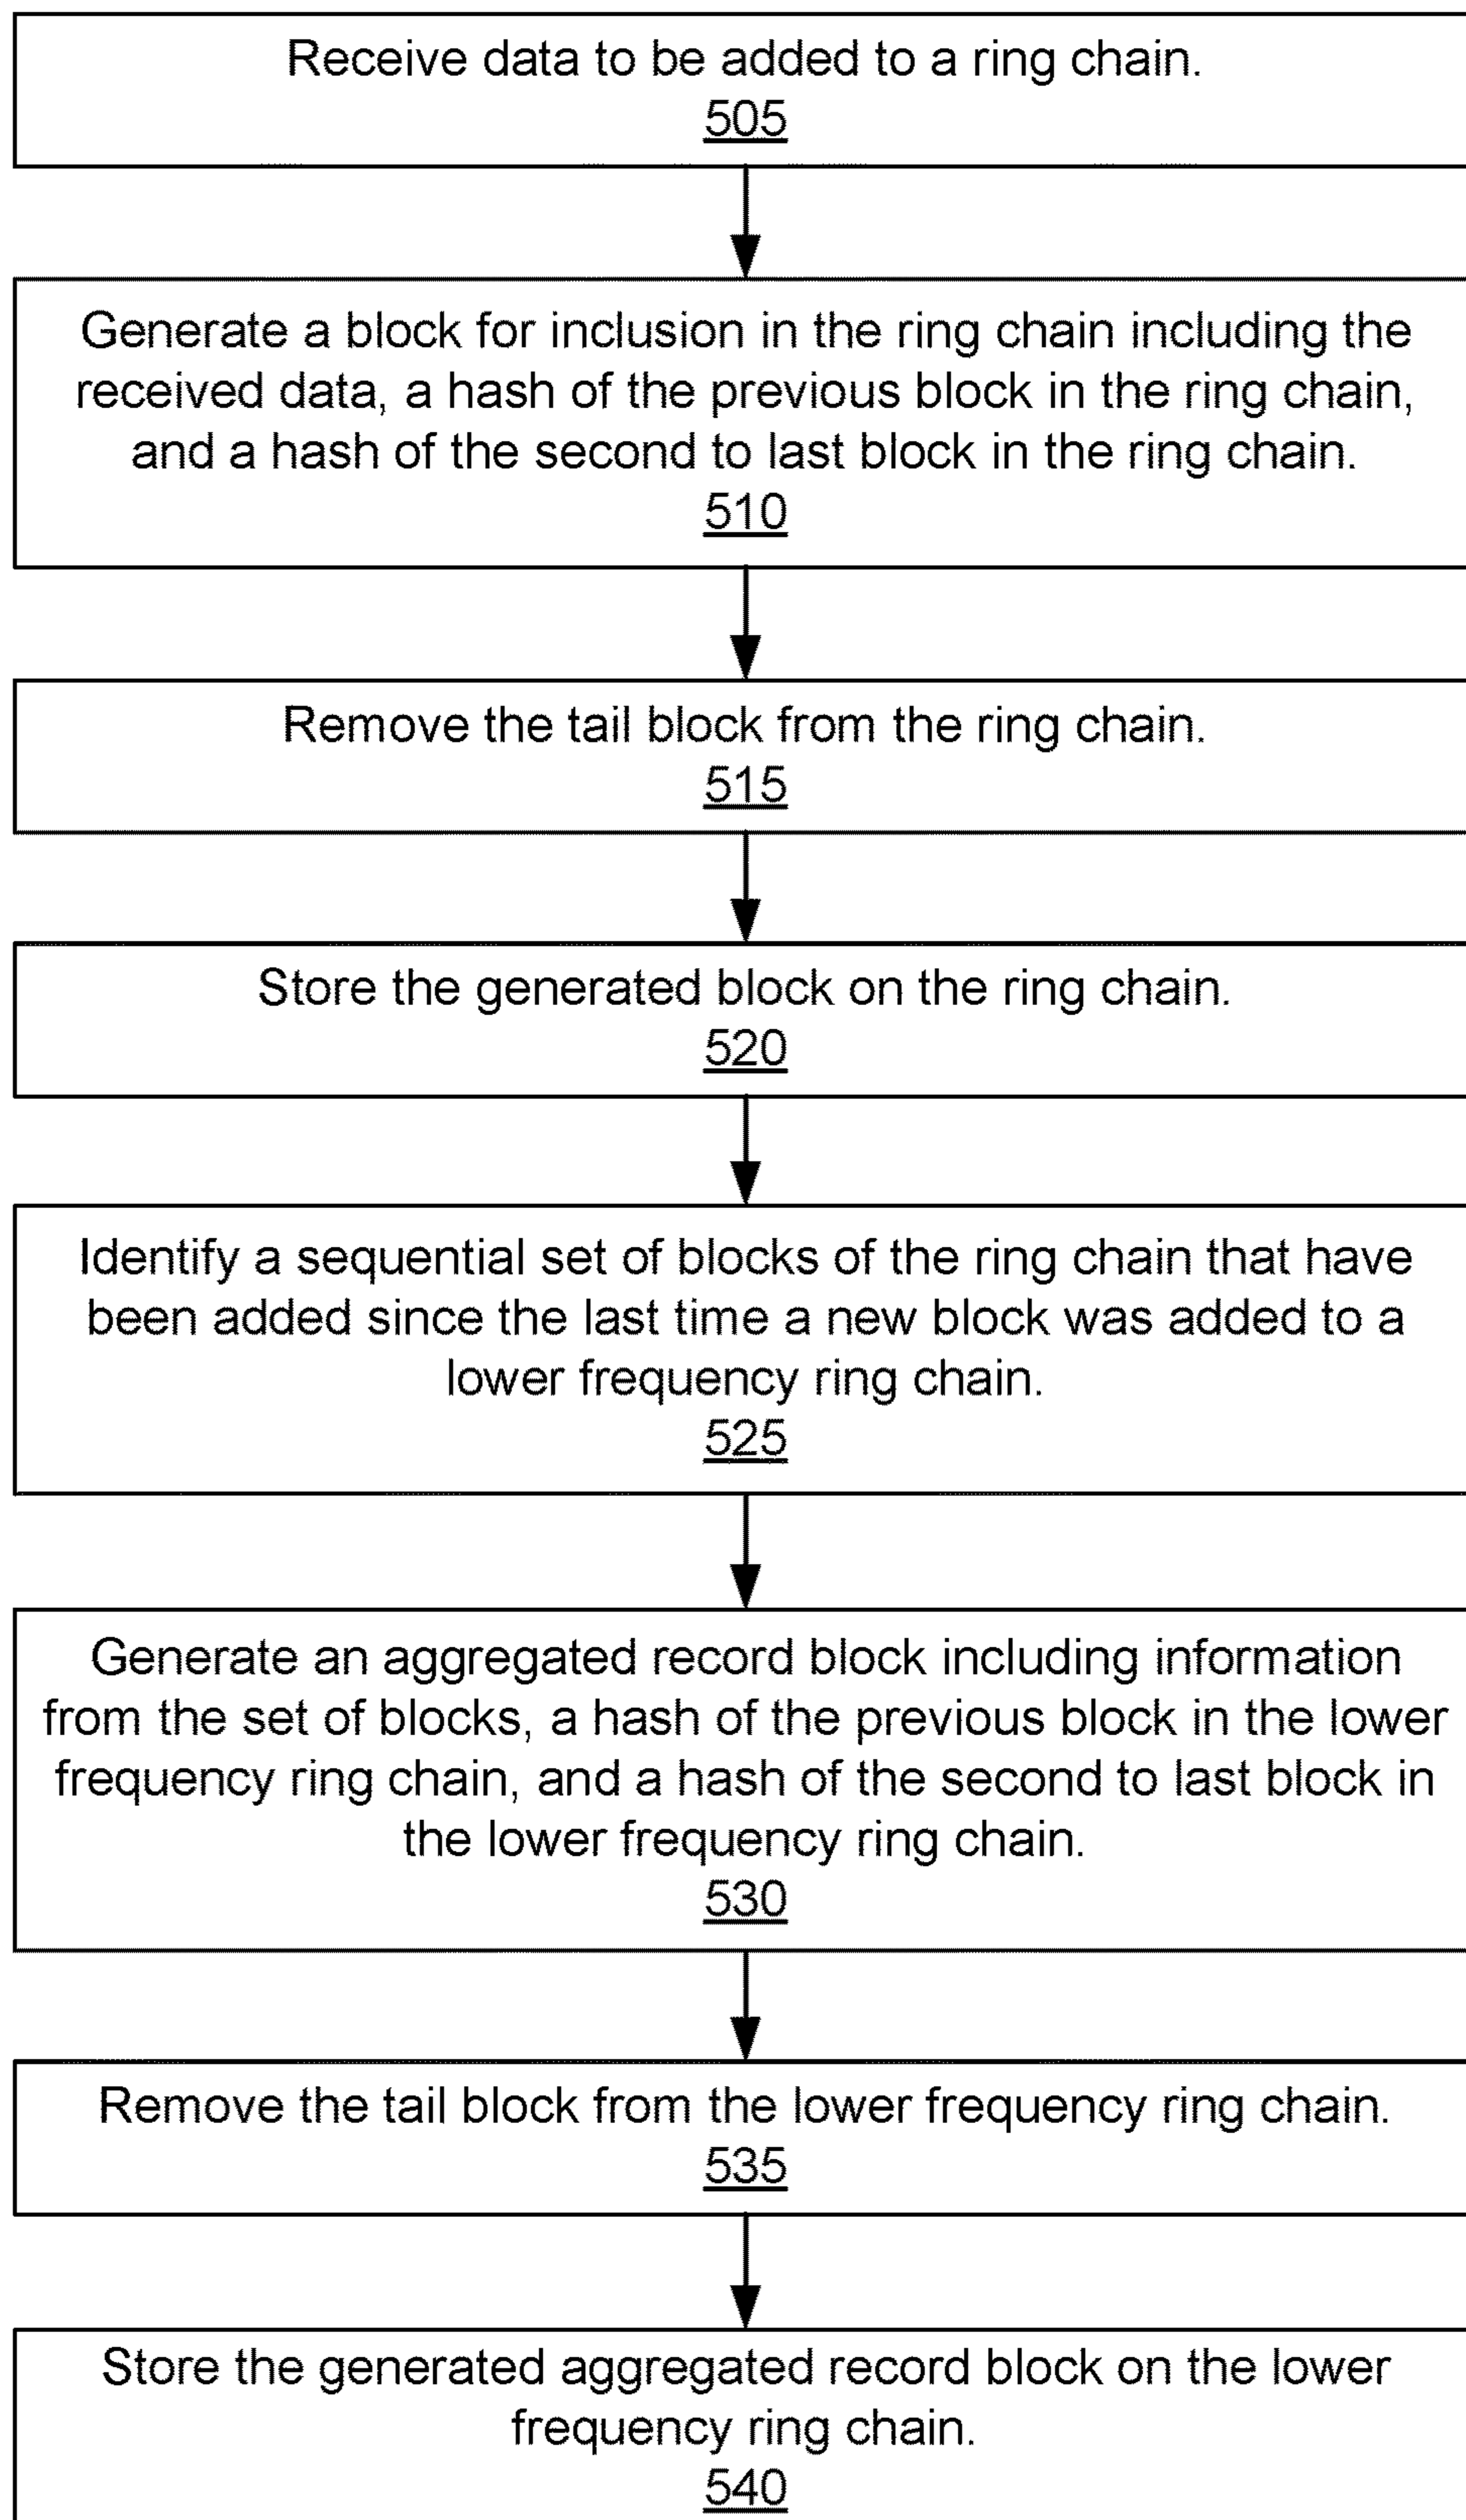 Receive data to be added to a ring chain.
505
Generate a block for inclusion in the ring chain including the
received data, a hash of the previous block in the ring chain,
and a hash of the second to last block in the ring chain.
510
Remove the tail block from the ring chain.
515
Store the generated block on the ring chain.
520
Identify a sequential set of blocks of the ring chain that have
been added since the last time a new block was added to a
lower frequency ring chain.
525
Generate an aggregated record block including information
from the set of blocks, a hash of the previous block in the lower
frequency ring chain, and a hash of the second to last block in
the lower frequency ring chain.
530
Remove the tail block from the lower frequency ring chain.
535
Store the generated aggregated record block on the lower
frequency ring chain.
540